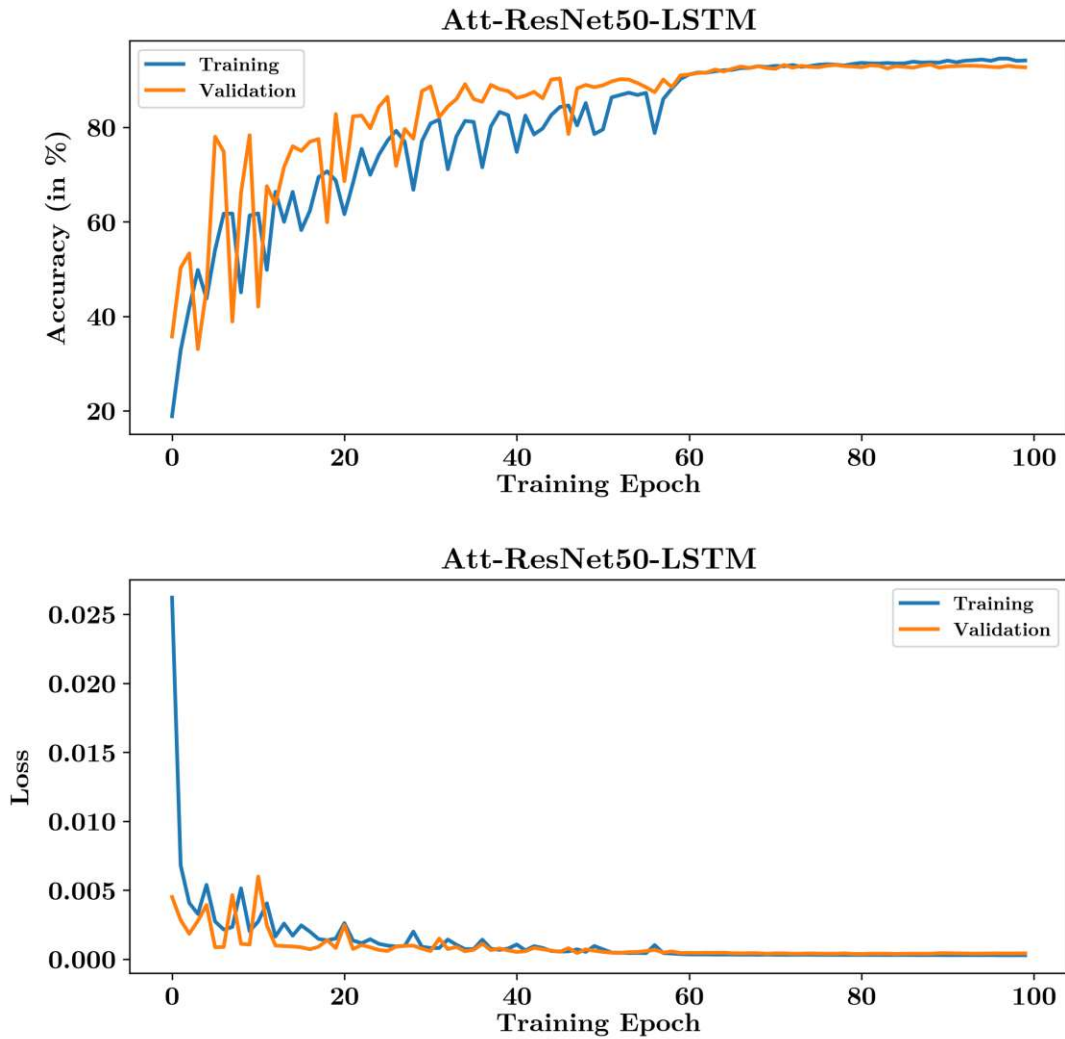 Att-ResNet50-LSTM
Training
Validation
Accuracy (in %)
80
60
40
20
0 20 40 60 80 100
Training Epoch
Att-ResNet50-LSTM
Training
Validation
Loss
0.025
0.020
0.015
0.010
0.005
0.000
0 20 40 60 80 100
Training Epoch